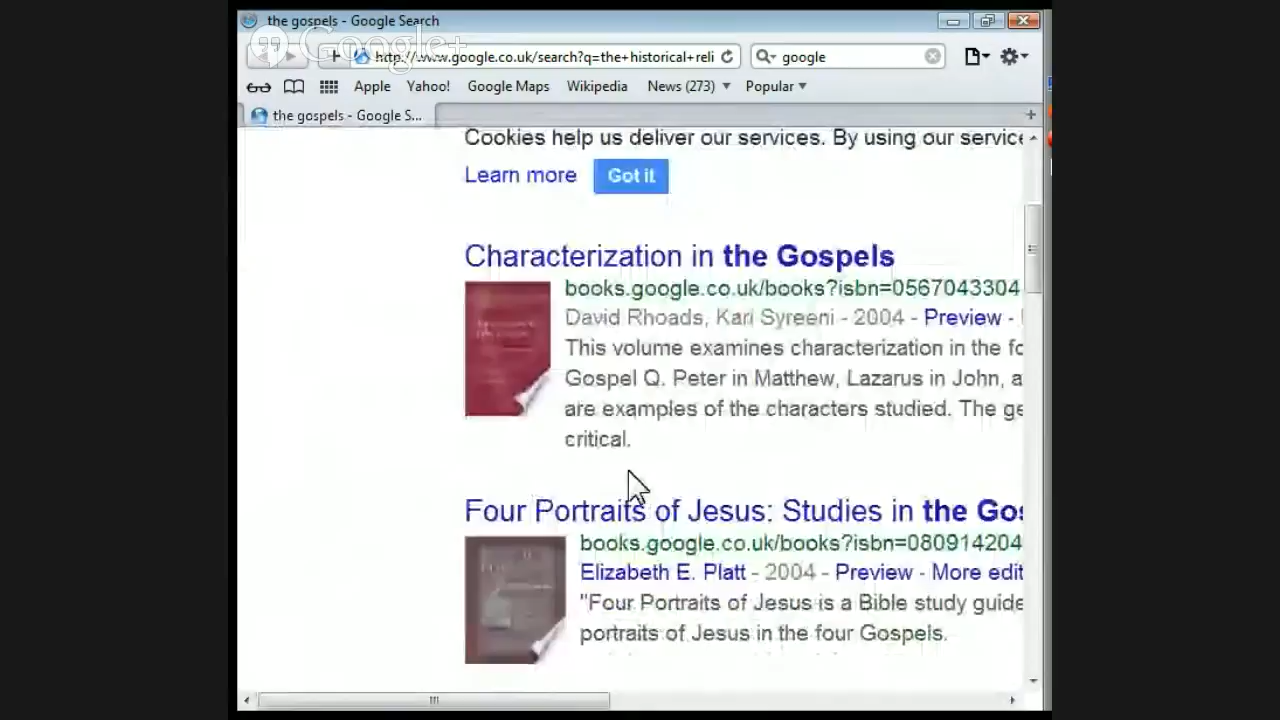 the gospels - Google Search
Google+
http://www.google.co.uk/search?q=the+historical+reli
google
Apple Yahoo! Google Maps Wikipedia News (273) Popular
the gospels - Google S...
Cookies help us deliver our services. By using our service
Learn more Got it
Characterization in the Gospels
books.google.co.uk/books?isbn=0567043304
David Rhoads, Kari Syreeni - 2004 - Preview -
This volume examines characterization in the fo
Gospel Q. Peter in Matthew, Lazarus in John, a
are examples of the characters studied. The ge
critical.
Four Portraits of Jesus: Studies in the Gos
books.google.co.uk/books?isbn=080914204
Elizabeth E. Platt - 2004 - Preview - More edit
"Four Portraits of Jesus is a Bible study guide
portraits of Jesus in the four Gospels.